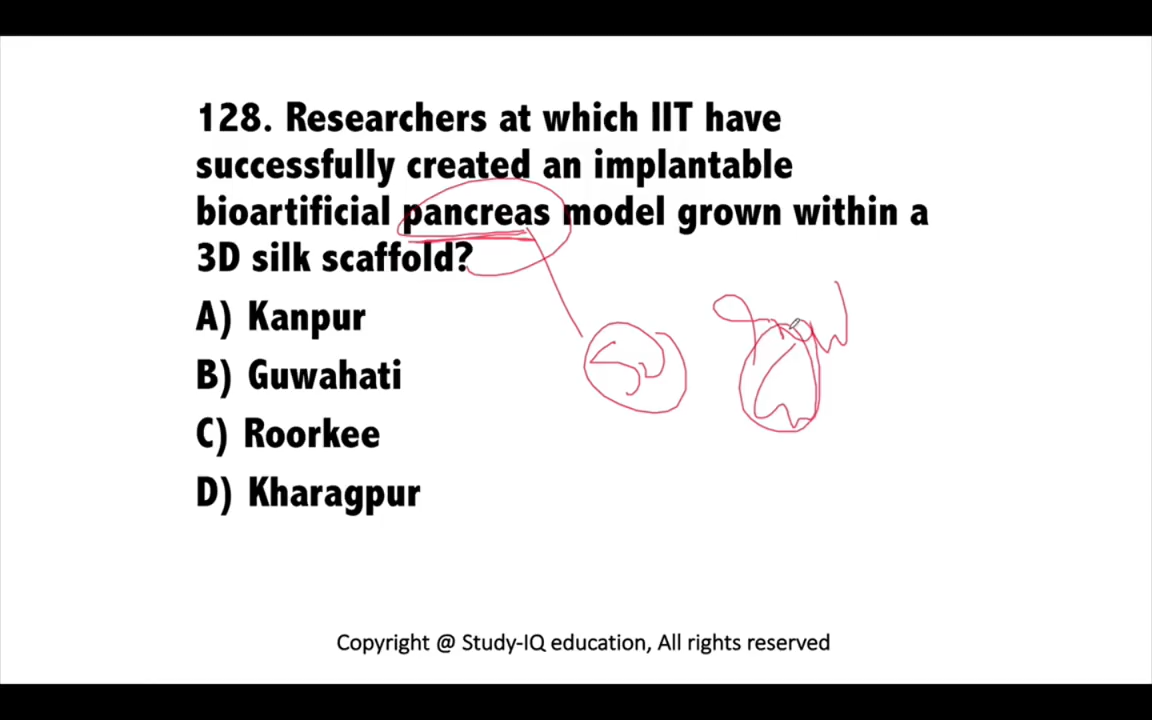 128. Researchers at which IIT have
successfully created an implantable
bioartificial pancreas model grown within a
3D silk scaffold?
A) Kanpur
B) Guwahati
C) Roorkee
D) Kharagpur
Copyright @ Study-IQ education, All rights reserved